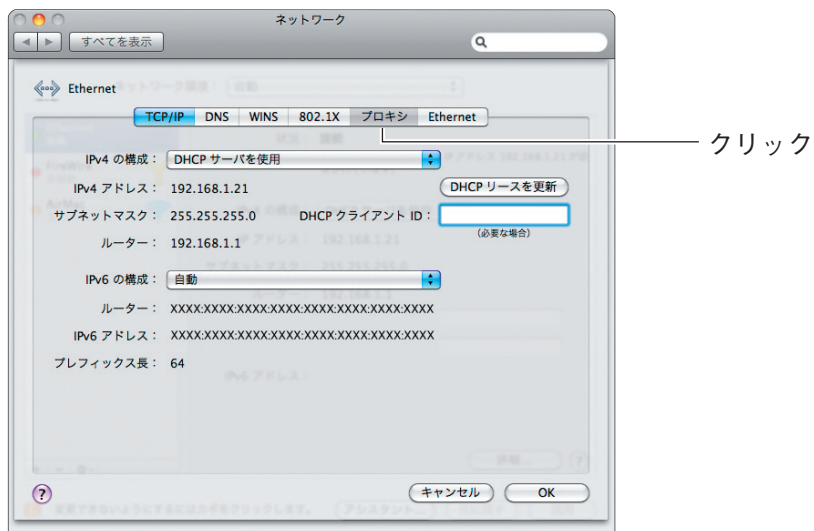 ネットワーク
すべてを表示
Ethernet
TCP/IP DNS WINS 802.1X プロキシ Ethernet
クリック
IPv4 の構成： DHCP サーバを使用
IPv4 アドレス： 192.168.1.21 DHCP リースを更新
サブネットマスク： 255.255.255.0 DHCP クライアント ID：
(必要な場合)
ルーター： 192.168.1.1
IPv6 の構成： 自動
ルーター： XXXX:XXXX:XXXX:XXXX:XXXX:XXXX:XXXX:XXXX
IPv6 アドレス： XXXX:XXXX:XXXX:XXXX:XXXX:XXXX:XXXX:XXXX
プレフィックス長： 64
キャンセル OK